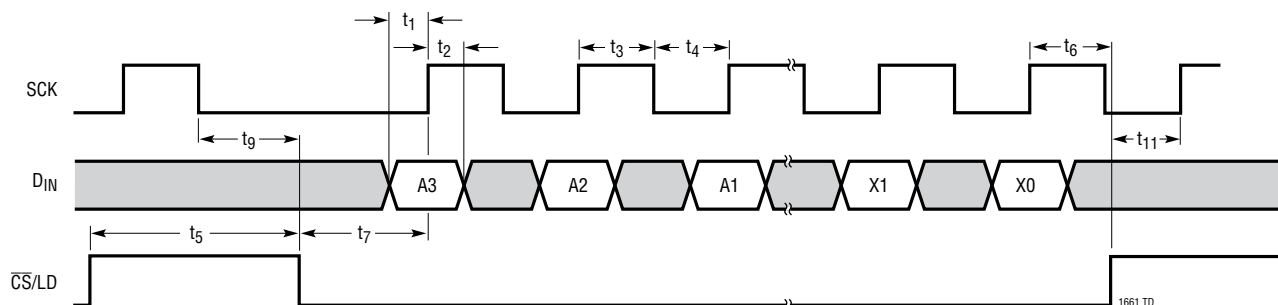 t1
t2 t3 t4 t6
SCK
t9 t11
DIN A3 A2 A1 X1 X0
t5 t7
C̅S̅/LD
1661 TD